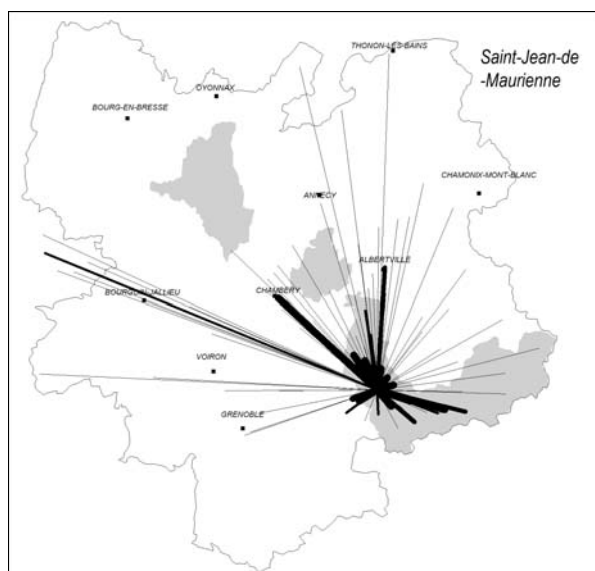 THONON-LES-BAINS
Saint-Jean-de
-Maurienne
OYONNAX
BOURG-EN-BRESSE
CHAMONIX-MONT-BLANC
ANNECY
ALBERTVILLE
CHAMBERY
BOURGOIN-JALLIEU
VOIRON
GRENOBLE